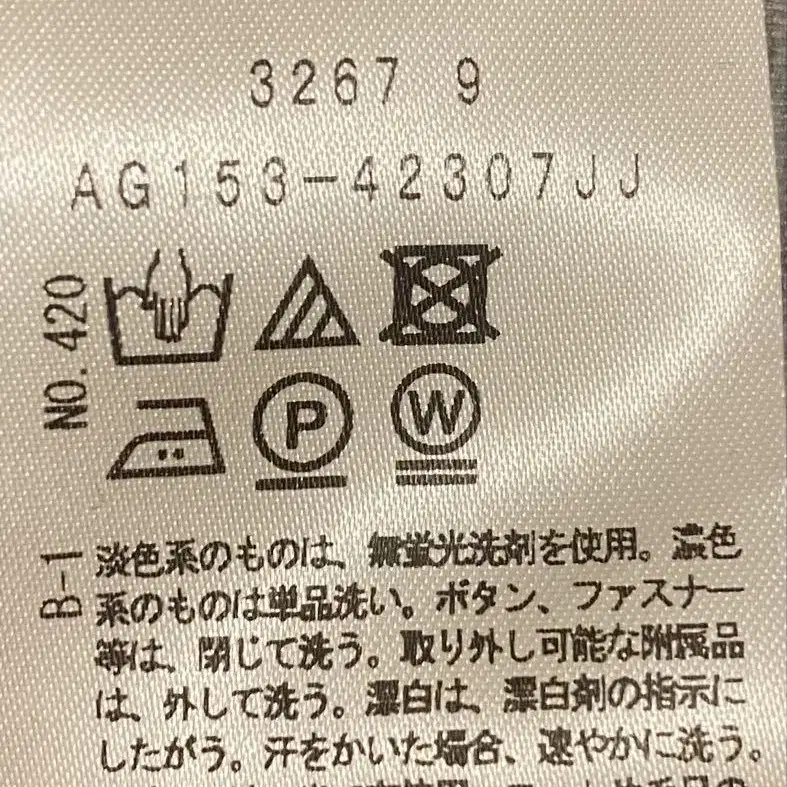 3267 9
AG153-42307JJ
NO. 420
P
W
B-1
淡色系のものは、無蛍光洗剤を使用。濃色
系のものは単品洗い。ボタン、ファスナー
等は、閉じて洗う。取り外し可能な附属品
は、外して洗う。漂白は、漂白剤の指示に
したがう。汗をかいた場合、速やかに洗う。